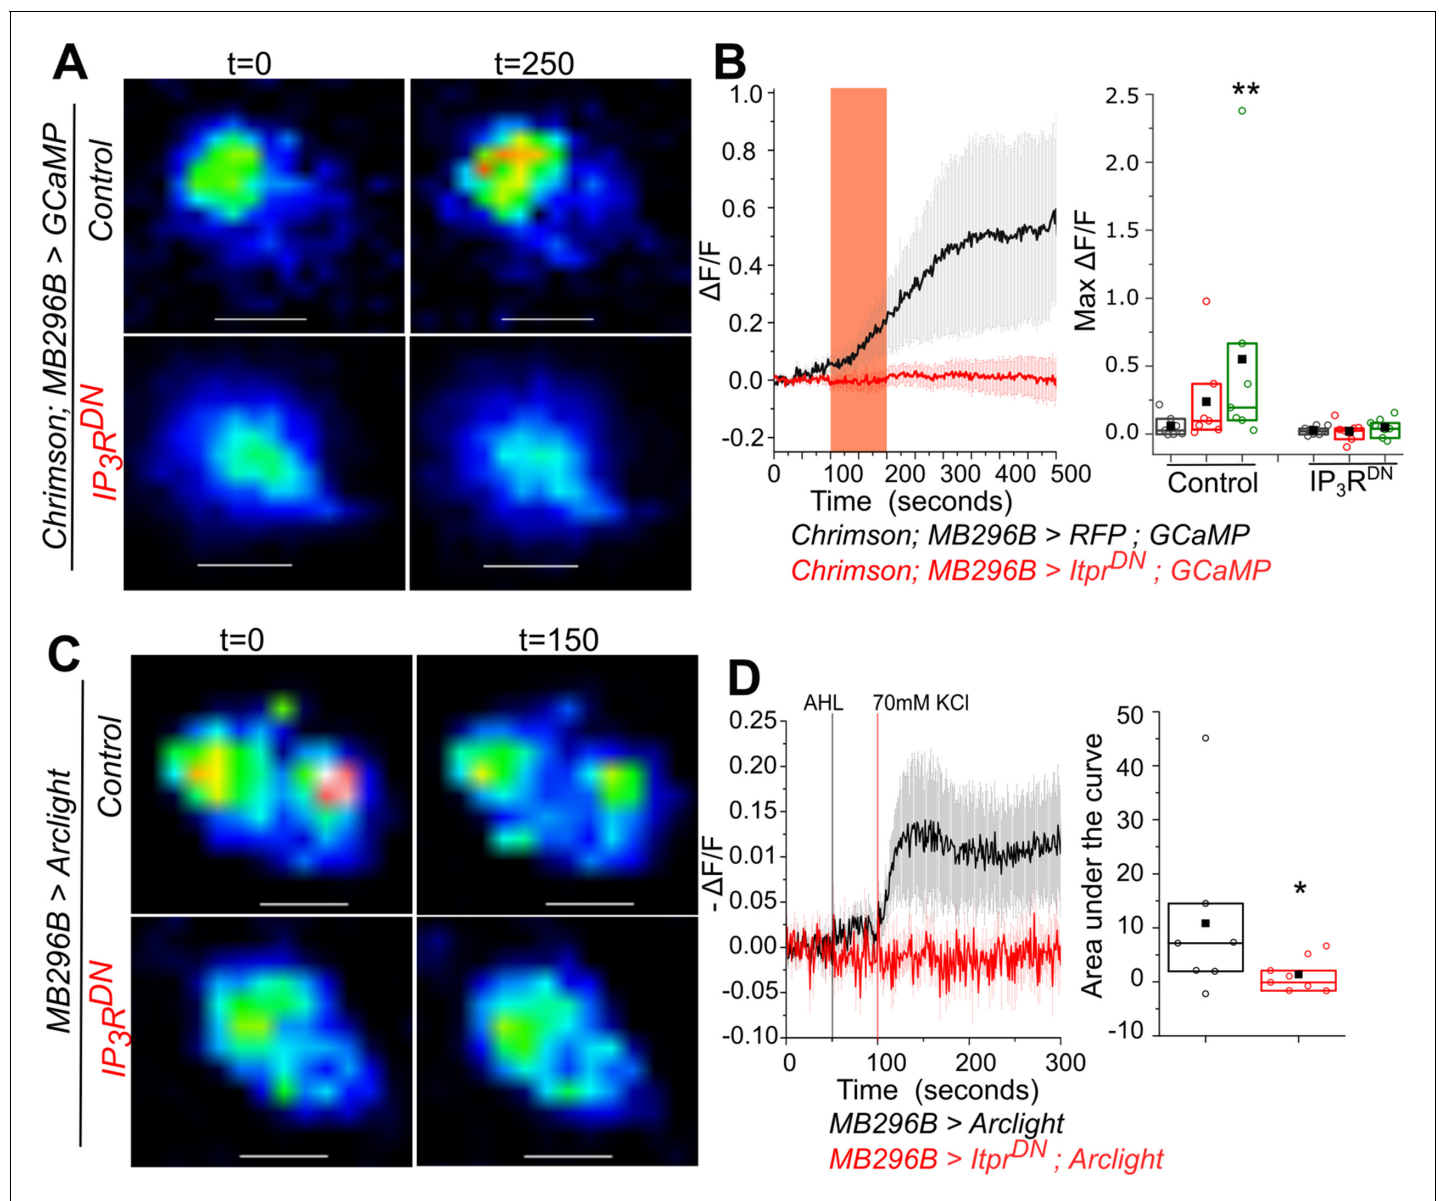 A
t=0
t=250
Chrimson; MB296B > GCaMP
Control
IP3RDN
B
1.0
0.8
0.6
0.4
0.2
0.0
-0.2
ΔF/F
0 100 200 300 400 500
Time (seconds)
**
2.5
2.0
1.5
1.0
0.5
0.0
Max ΔF/F
Control
IP3RDN
Chrimson; MB296B > RFP ; GCaMP
Chrimson; MB296B > ItprDN ; GCaMP
C
t=0
t=150
MB296B > Arclight
Control
IP3RDN
D
AHL
70mM KCl
0.25
0.20
0.15
0.01
0.05
0.00
-0.05
-0.10
- ΔF/F
0 100 200 300
Time (seconds)
50
40
30
20
10
0
-10
Area under the curve
*
MB296B > Arclight
MB296B > ItprDN ; Arclight